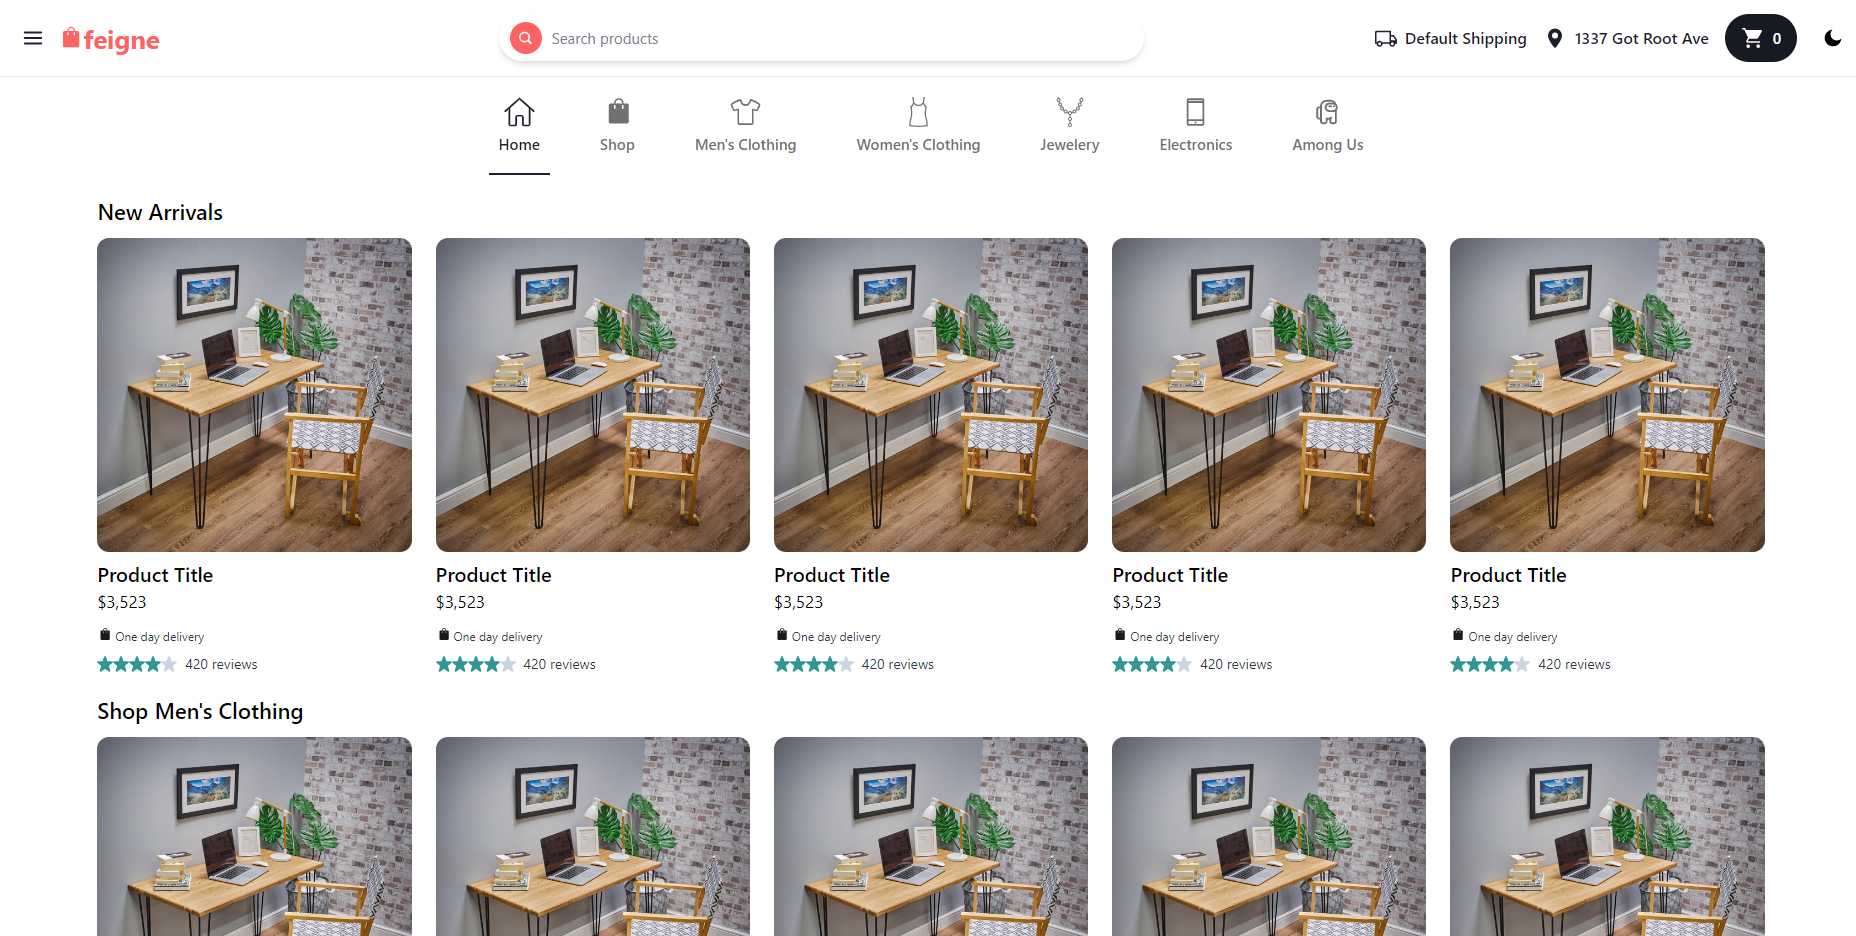 feigne
Search products
Default Shipping
1337 Got Root Ave
0
Home
Shop
Men's Clothing
Women's Clothing
Jewelery
Electronics
Among Us
New Arrivals
Product Title
$3,523
One day delivery
420 reviews
Product Title
$3,523
One day delivery
420 reviews
Product Title
$3,523
One day delivery
420 reviews
Product Title
$3,523
One day delivery
420 reviews
Product Title
$3,523
One day delivery
420 reviews
Shop Men's Clothing